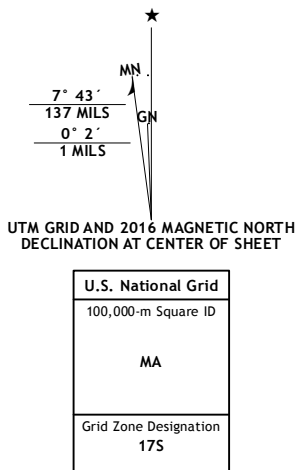 MN
7° 43´
137 MILS
GN
0° 2´
1 MILS
UTM GRID AND 2016 MAGNETIC NORTH
DECLINATION AT CENTER OF SHEET
U.S. National Grid
100,000-m Square ID
MA
Grid Zone Designation
17S